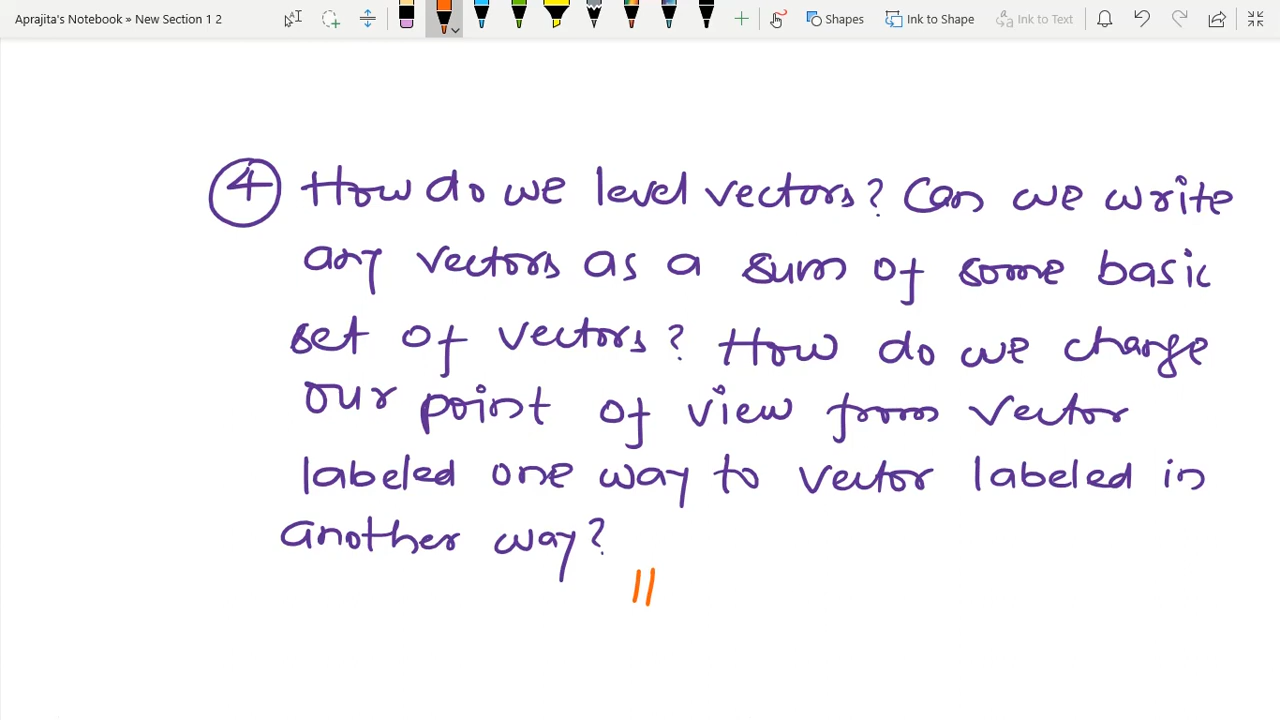 Aprajita's Notebook » New Section 1 2
Shapes
Ink to Shape
Ink to Text
4 How do we level vectors? Can we write
any vectors as a sum of some basic
set of vectors? How do we change
our point of view from vector
labeled one way to vector labeled in
another way?